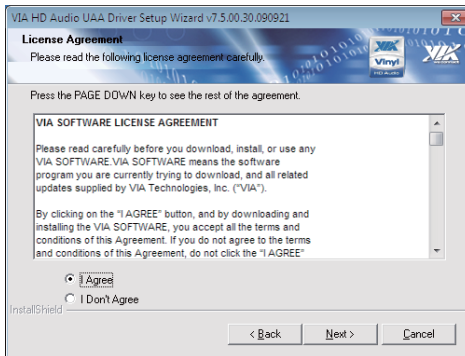 VIA HD Audio UAA Driver Setup Wizard v7.5.00.30.090921
License Agreement
Please read the following license agreement carefully.
VIA
Vinyl
HD AUDIO
VIA
Press the PAGE DOWN key to see the rest of the agreement.
VIA SOFTWARE LICENSE AGREEMENT
Please read carefully before you download, install, or use any
VIA SOFTWARE.VIA SOFTWARE means the software
program you are currently trying to download, and all related
updates supplied by VIA Technologies, Inc. ("VIA").
By clicking on the "I AGREE" button, and by downloading and
installing the VIA SOFTWARE, you accept all the terms and
conditions of this Agreement. If you do not agree to the terms
and conditions of this Agreement, do not click the "I AGREE"
I Agree
I Don't Agree
InstallShield
< Back Next > Cancel